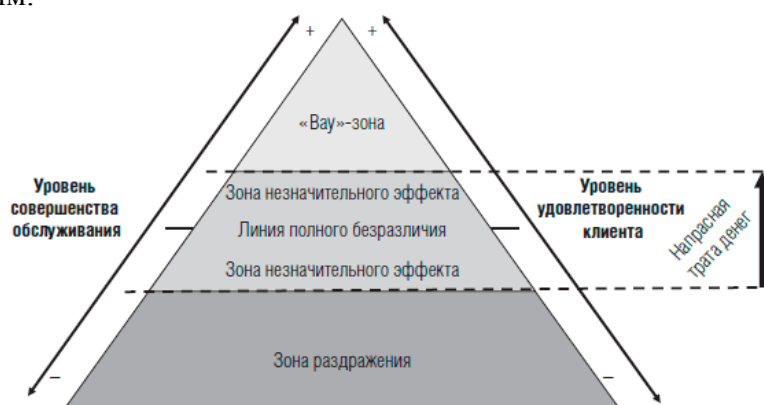 + +
«Вау»-зона
Уровень
совершенства
обслуживания
Зона незначительного эффекта
Линия полного безразличия
Зона незначительного эффекта
Уровень
удовлетворенности
клиента
Напрасная
трата денег
Зона раздражения
– –